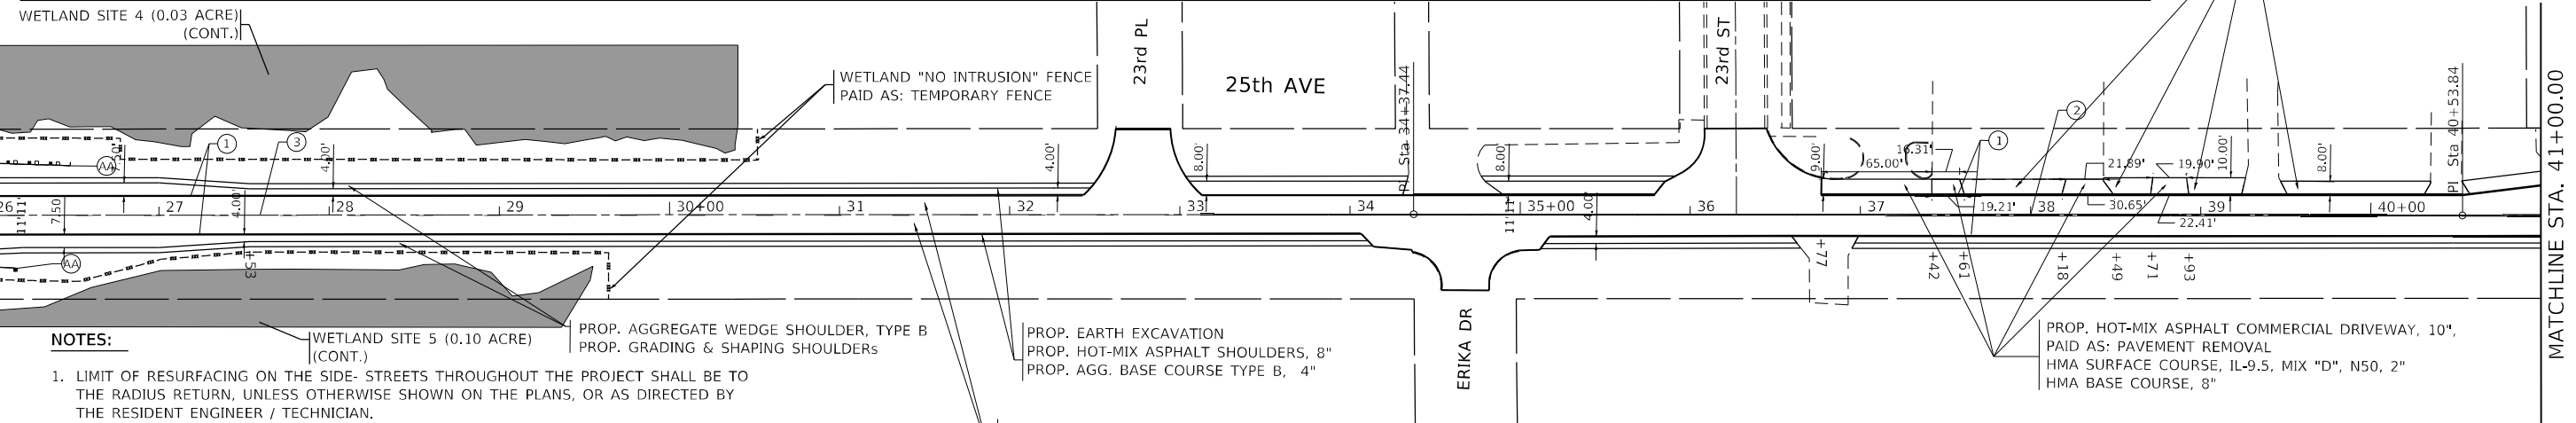 WETLAND SITE 4 (0.03 ACRE)
(CONT.)
WETLAND "NO INTRUSION" FENCE
PAID AS: TEMPORARY FENCE
23rd PL
25th AVE
PI Sta 34+37.44
23rd ST
PI Sta 40+53.84
MATCHLINE STA. 41+00.00
1
3
2
1
AA
7.50'
4.00'
4.00'
8.00'
8.00'
9.00'
65.00'
16.31'
21.89'
19.90'
10.00'
8.00'
26
27
28
29
30+00
31
32
33
34
35+00
36
37
38
39
40+00
11'
11'
7.50
4.00'
11'
11'
4.00'
19.21'
30.65'
22.41'
AA
+53
+77
+42
+61
+18
+49
+71
+93
ERIKA DR
NOTES:
WETLAND SITE 5 (0.10 ACRE)
(CONT.)
PROP. AGGREGATE WEDGE SHOULDER, TYPE B
PROP. GRADING & SHAPING SHOULDERs
PROP. EARTH EXCAVATION
PROP. HOT-MIX ASPHALT SHOULDERS, 8"
PROP. AGG. BASE COURSE TYPE B, 4"
PROP. HOT-MIX ASPHALT COMMERCIAL DRIVEWAY, 10",
PAID AS: PAVEMENT REMOVAL
HMA SURFACE COURSE, IL-9.5, MIX "D", N50, 2"
HMA BASE COURSE, 8"
1. LIMIT OF RESURFACING ON THE SIDE- STREETS THROUGHOUT THE PROJECT SHALL BE TO
THE RADIUS RETURN, UNLESS OTHERWISE SHOWN ON THE PLANS, OR AS DIRECTED BY
THE RESIDENT ENGINEER / TECHNICIAN.